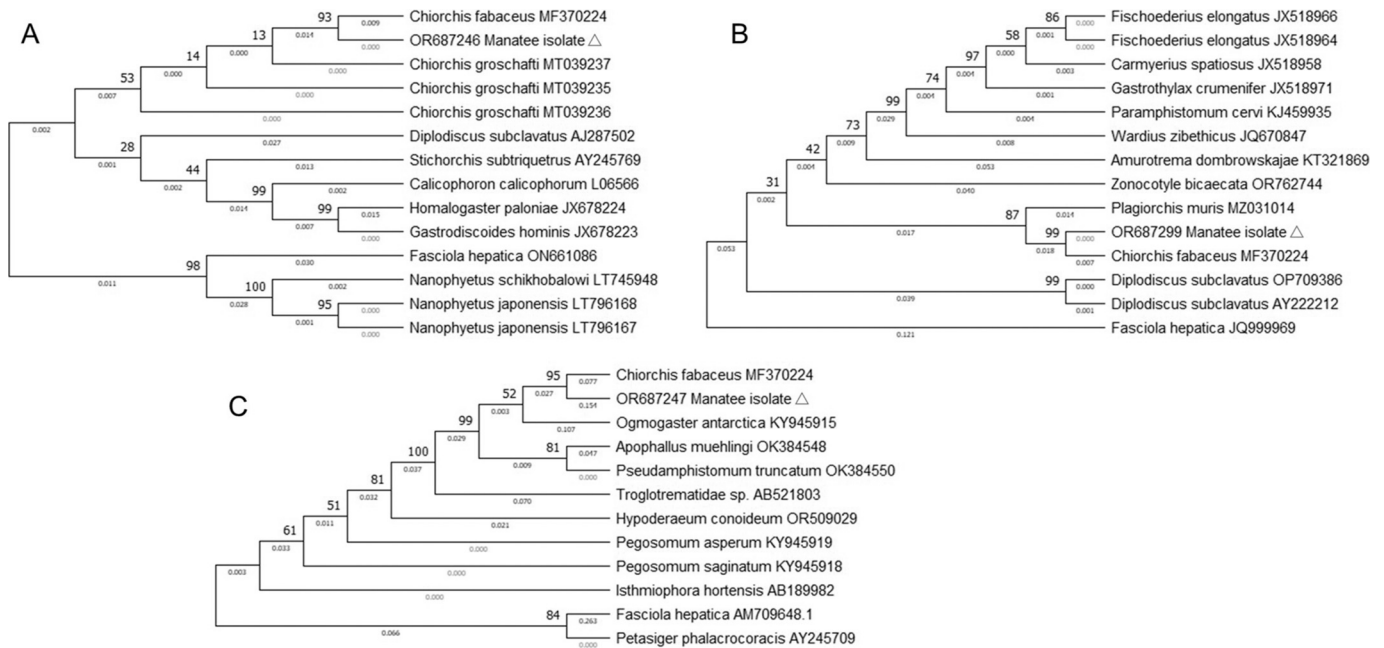 A
93
0.009
Chiorchis fabaceus MF370224
13
0.014
0.000
OR687246 Manatee isolate △
14
0.000
0.000
Chiorchis groschafti MT039237
53
0.000
0.000
Chiorchis groschafti MT039235
0.007
0.000
Chiorchis groschafti MT039236
0.002
28
0.027
Diplodiscus subclavatus AJ287502
0.001
44
0.013
Stichorchis subtriquetrus AY245769
0.002
99
0.002
Calicophoron calicophorum L06566
0.014
99
0.015
Homalogaster paloniae JX678224
0.007
0.000
Gastrodiscoides hominis JX678223
98
0.030
Fasciola hepatica ON661086
0.011
100
0.002
Nanophyetus schikhobalowi LT745948
0.028
95
0.000
Nanophyetus japonensis LT796168
0.001
0.000
Nanophyetus japonensis LT796167
B
86
0.000
Fischoederius elongatus JX518966
58
0.001
0.000
Fischoederius elongatus JX518964
97
0.000
0.003
Carmyerius spatiosus JX518958
74
0.004
0.001
Gastrothylax crumenifer JX518971
99
0.004
0.004
Paramphistomum cervi KJ459935
73
0.029
0.008
Wardius zibethicus JQ670847
42
0.009
0.053
Amurotrema dombrowskajae KT321869
31
0.004
0.040
Zonocotyle bicaecata OR762744
0.002
87
0.014
Plagiorchis muris MZ031014
0.017
99
0.000
OR687299 Manatee isolate △
0.053
0.018
0.007
Chiorchis fabaceus MF370224
99
0.000
Diplodiscus subclavatus OP709386
0.039
0.001
Diplodiscus subclavatus AY222212
0.121
Fasciola hepatica JQ999969
C
95
0.077
Chiorchis fabaceus MF370224
52
0.027
0.154
OR687247 Manatee isolate △
99
0.003
0.107
Ogmogaster antarctica KY945915
0.029
81
0.047
Apophallus muehlingi OK384548
100
0.009
0.000
Pseudamphistomum truncatum OK384550
81
0.037
0.070
Troglotrematidae sp. AB521803
51
0.032
0.021
Hypoderaeum conoideum OR509029
61
0.011
0.000
Pegosomum asperum KY945919
0.033
0.000
Pegosomum saginatum KY945918
0.003
0.000
Isthmiophora hortensis AB189982
84
0.263
Fasciola hepatica AM709648.1
0.066
0.000
Petasiger phalacrocoracis AY245709